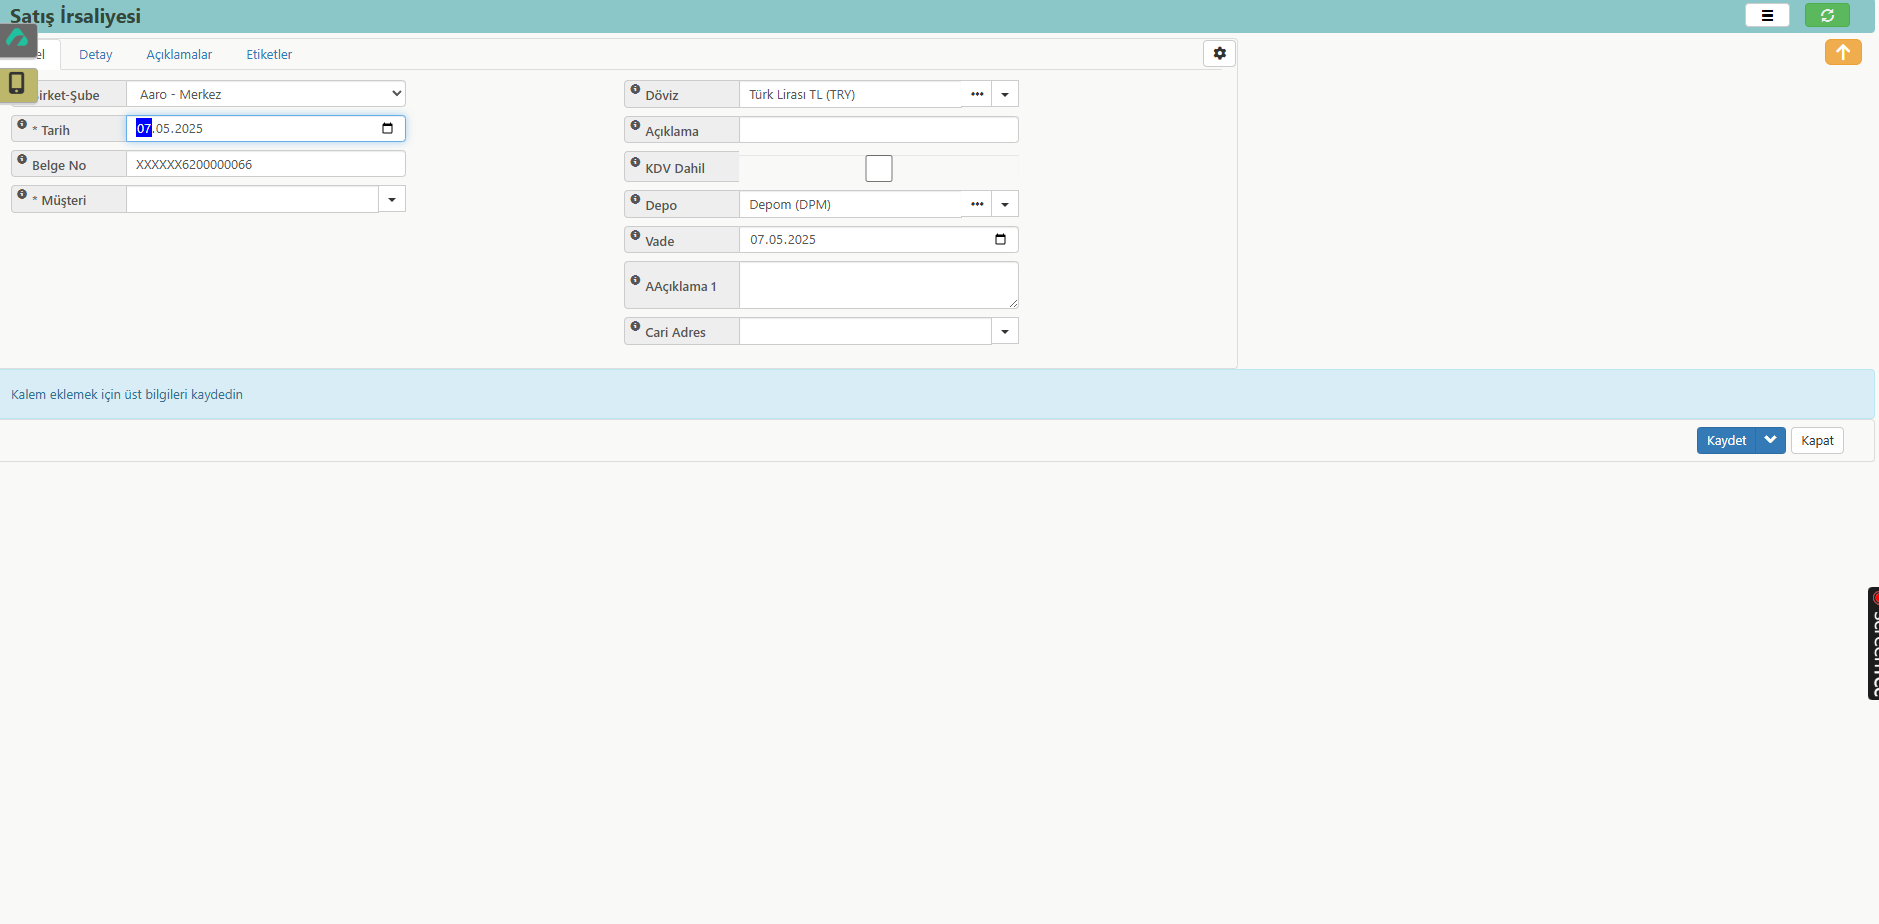 Satış İrsaliyesi
el
Detay
Açıklamalar
Etiketler
irket-Şube
Aaro - Merkez
* Tarih
07.05.2025
Belge No
XXXXXX6200000066
* Müşteri
Döviz
Türk Lirası TL (TRY)
Açıklama
KDV Dahil
Depo
Depom (DPM)
Vade
07.05.2025
AAçıklama 1
Cari Adres
Kalem eklemek için üst bilgileri kaydedin
Kaydet
Kapat